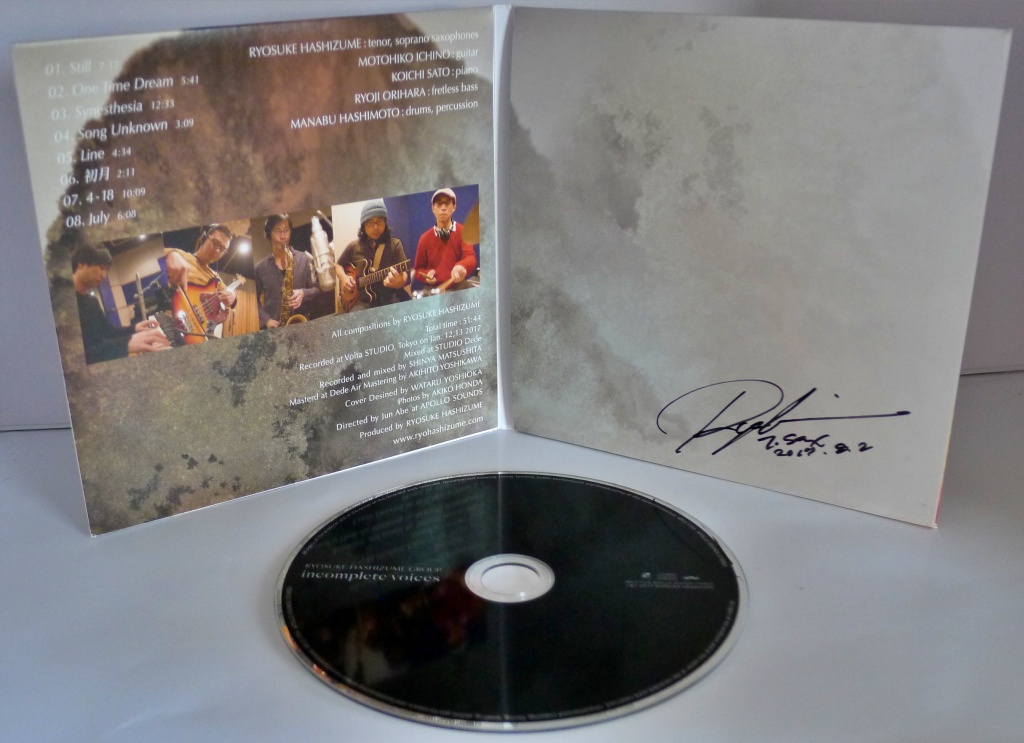 01. Still
02. One Time Dream 5:41
03. Synesthesia 12:33
04. Song Unknown 3:09
05. Line 4:34
06. 初月 2:11
07. 4-18 10:09
08. July 6:08
RYOSUKE HASHIZUME : tenor, soprano saxophones
MOTOHIKO ICHINO : guitar
KOICHI SATO : piano
RYOJI ORIHARA : fretless bass
MANABU HASHIMOTO : drums, percussion
All compositions by RYOSUKE HASHIZUME
Total time : 51:44
Recorded at Volta STUDIO, Tokyo on Jan. 12,13 2017
Mixed at STUDIO Dede
Recorded and mixed by SHINYA MATSUSHITA
Masterd at Dede Air Mastering by AKIHITO YOSHIKAWA
Cover Desined by WATARU YOSHIOKA
Photos by AKIKO HONDA
Directed by Jun Abe at APOLLO SOUNDS
Produced by RYOSUKE HASHIZUME
www.ryohashizume.com
T. Sax
2017. 8. 2
RYOSUKE HASHIZUME GROUP
incomplete voices